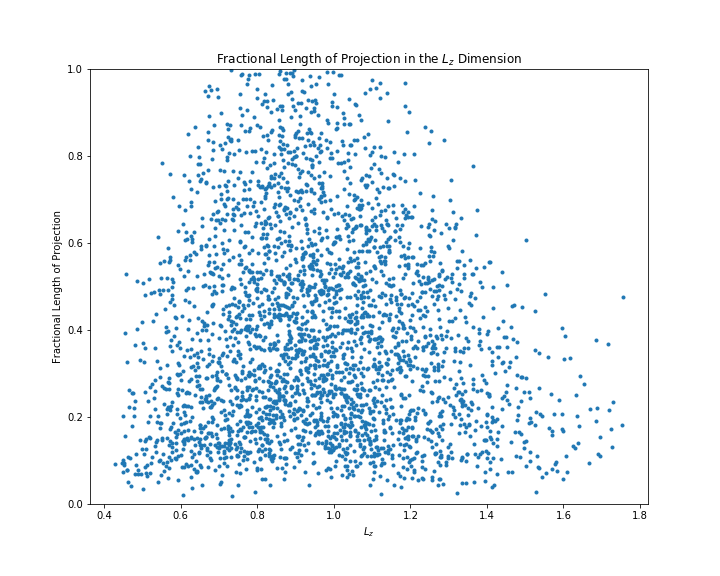 Fractional Length of Projection in the L_z Dimension
1.0
0.8
0.6
0.4
0.2
0.0
Fractional Length of Projection
0.4 0.6 0.8 1.0 1.2 1.4 1.6 1.8
L_z